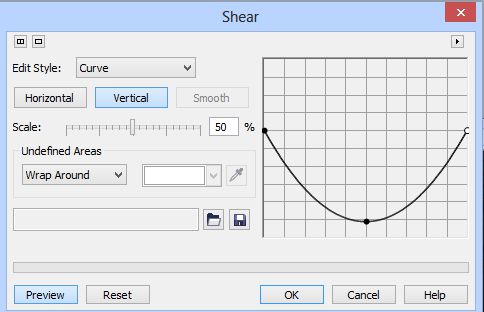 Shear
Edit Style: Curve
Horizontal Vertical Smooth
Scale: 50 %
Undefined Areas
Wrap Around
Preview Reset OK Cancel Help